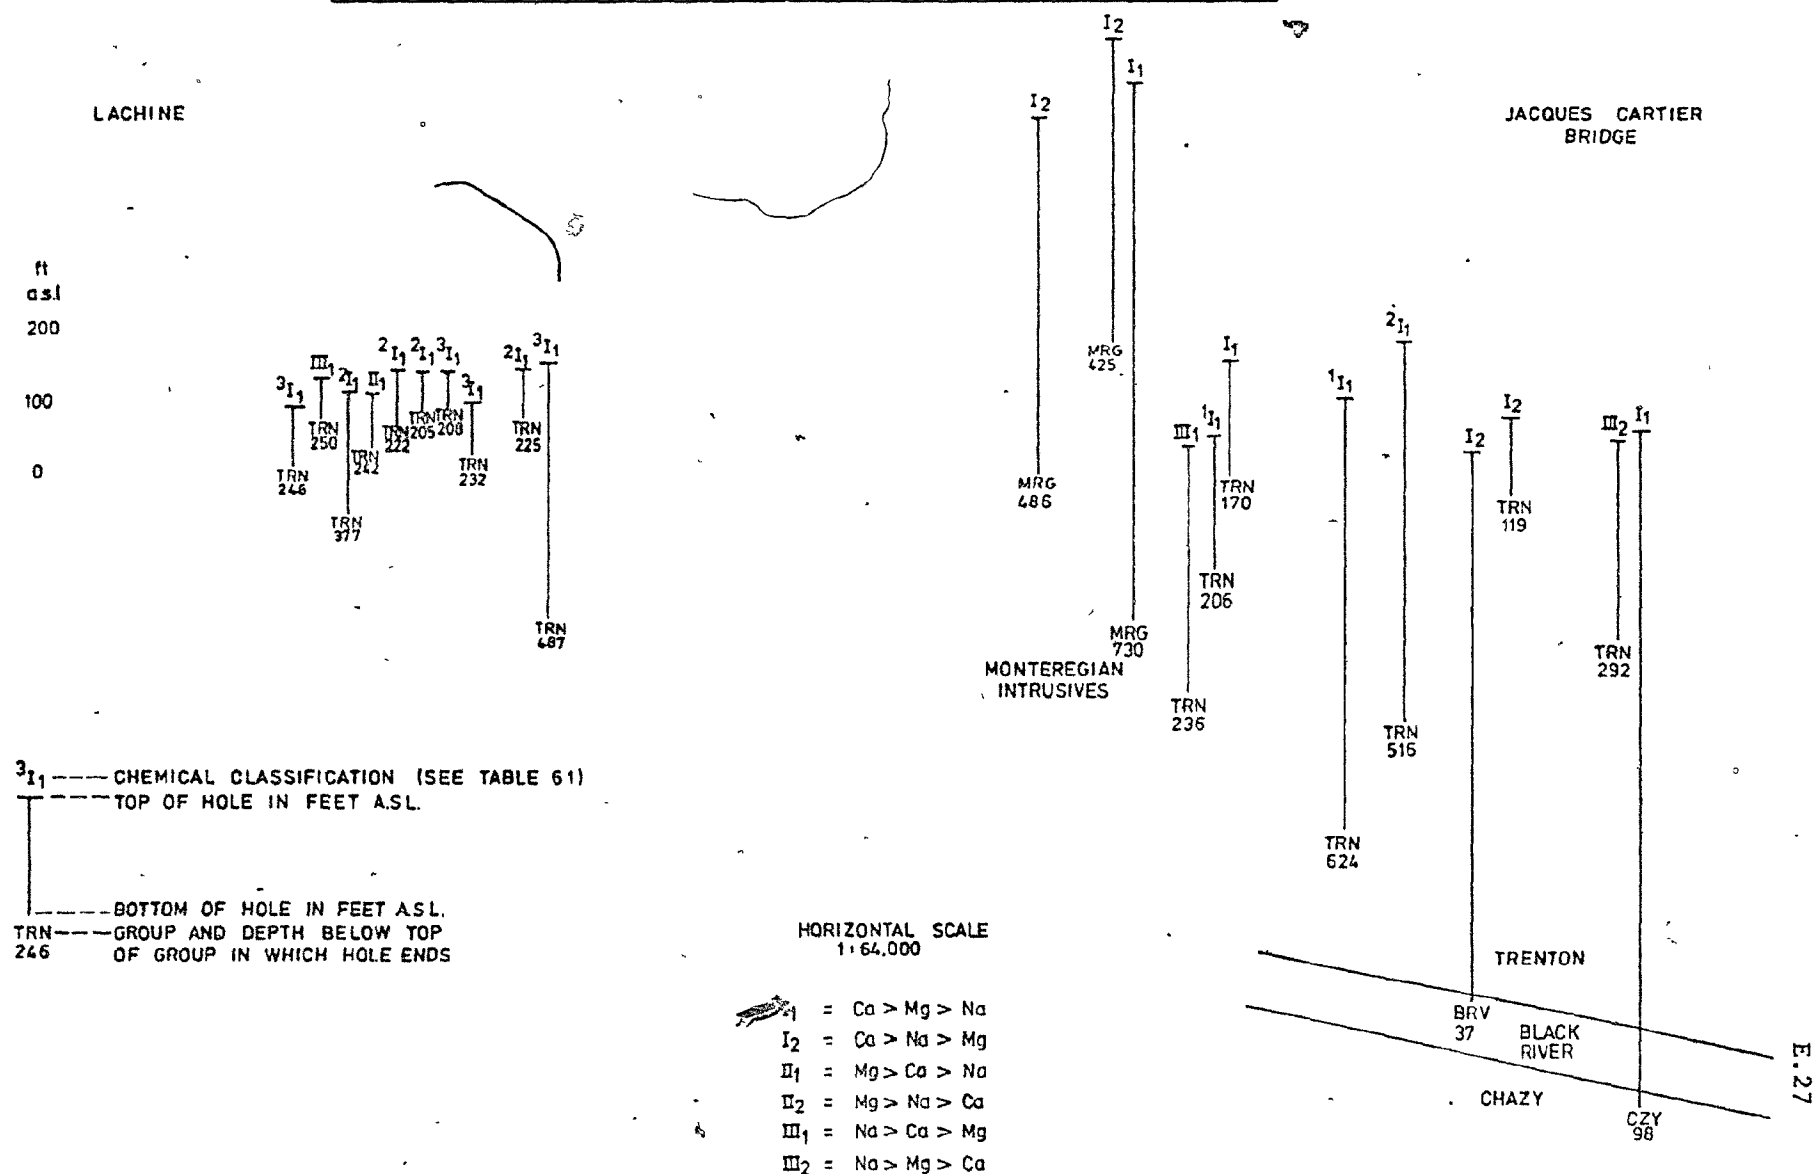 LACHINE
JACQUES CARTIER
BRIDGE
ft
a.s.l
200
100
0
³I₁
TRN
246
III₁
TRN
250
²I₁
TRN
377
II₁
TRN
242
²I₁
TRN
222
²I₁
TRN
205
³I₁
TRN
208
³I₁
TRN
232
²I₁
TRN
225
³I₁
TRN
487
I₂
MRG
486
I₂
MRG
425
I₁
MRG
730
MONTEREGIAN
INTRUSIVES
III₁
TRN
236
¹I₁
TRN
206
I₁
TRN
170
¹I₁
TRN
624
²I₁
TRN
516
I₂
BRV
37
I₂
TRN
119
III₂
TRN
292
I₁
CZY
98
TRENTON
BLACK
RIVER
CHAZY
³I₁ --- CHEMICAL CLASSIFICATION (SEE TABLE 61)
---- TOP OF HOLE IN FEET A.S.L.
---- BOTTOM OF HOLE IN FEET A.S.L.
TRN --- GROUP AND DEPTH BELOW TOP
246 OF GROUP IN WHICH HOLE ENDS
HORIZONTAL SCALE
1:64,000
I₁ = Ca > Mg > Na
I₂ = Ca > Na > Mg
II₁ = Mg > Ca > Na
II₂ = Mg > Na > Ca
III₁ = Na > Ca > Mg
III₂ = Na > Mg > Ca
E.27